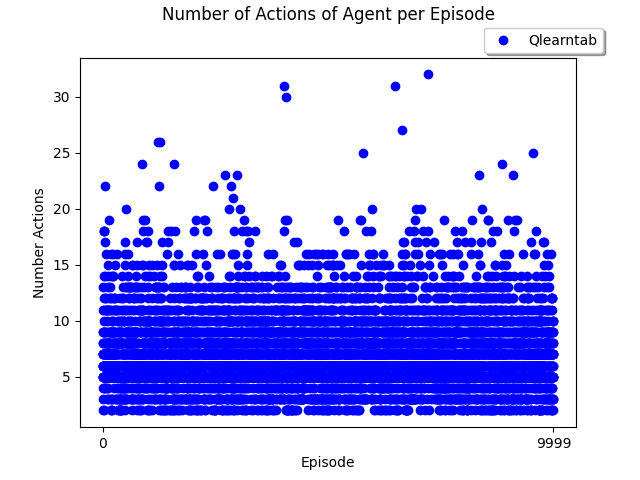 Number of Actions of Agent per Episode
Qlearntab
30
25
20
15
10
5
Number Actions
0
9999
Episode